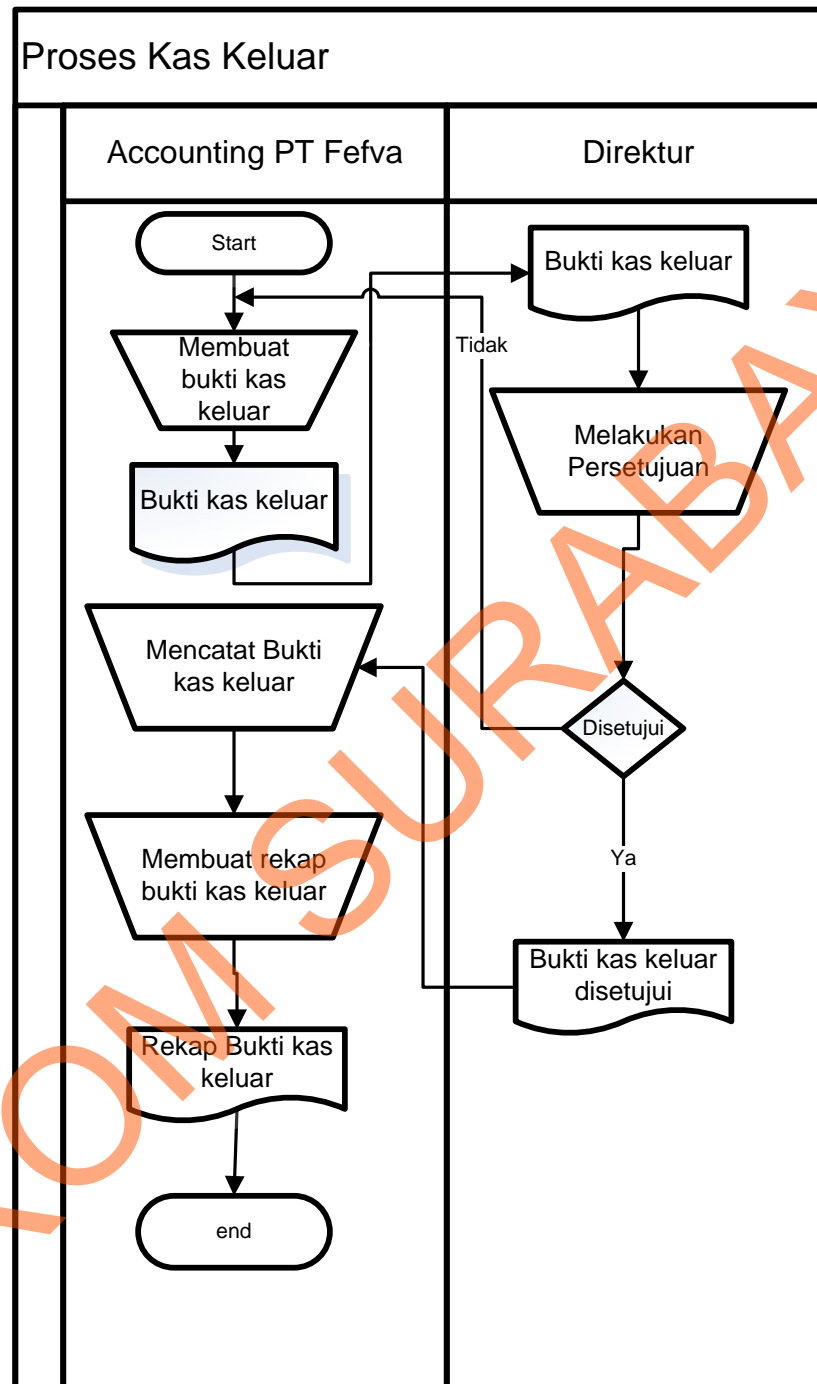 Proses Kas Keluar
Accounting PT Fefva
Direktur
Start
Membuat
bukti kas
keluar
Bukti kas keluar
Bukti kas keluar
Melakukan
Persetujuan
Tidak
Disetujui
Ya
Bukti kas keluar
disetujui
Mencatat Bukti
kas keluar
Membuat rekap
bukti kas keluar
Rekap Bukti kas
keluar
end
OM SURABA